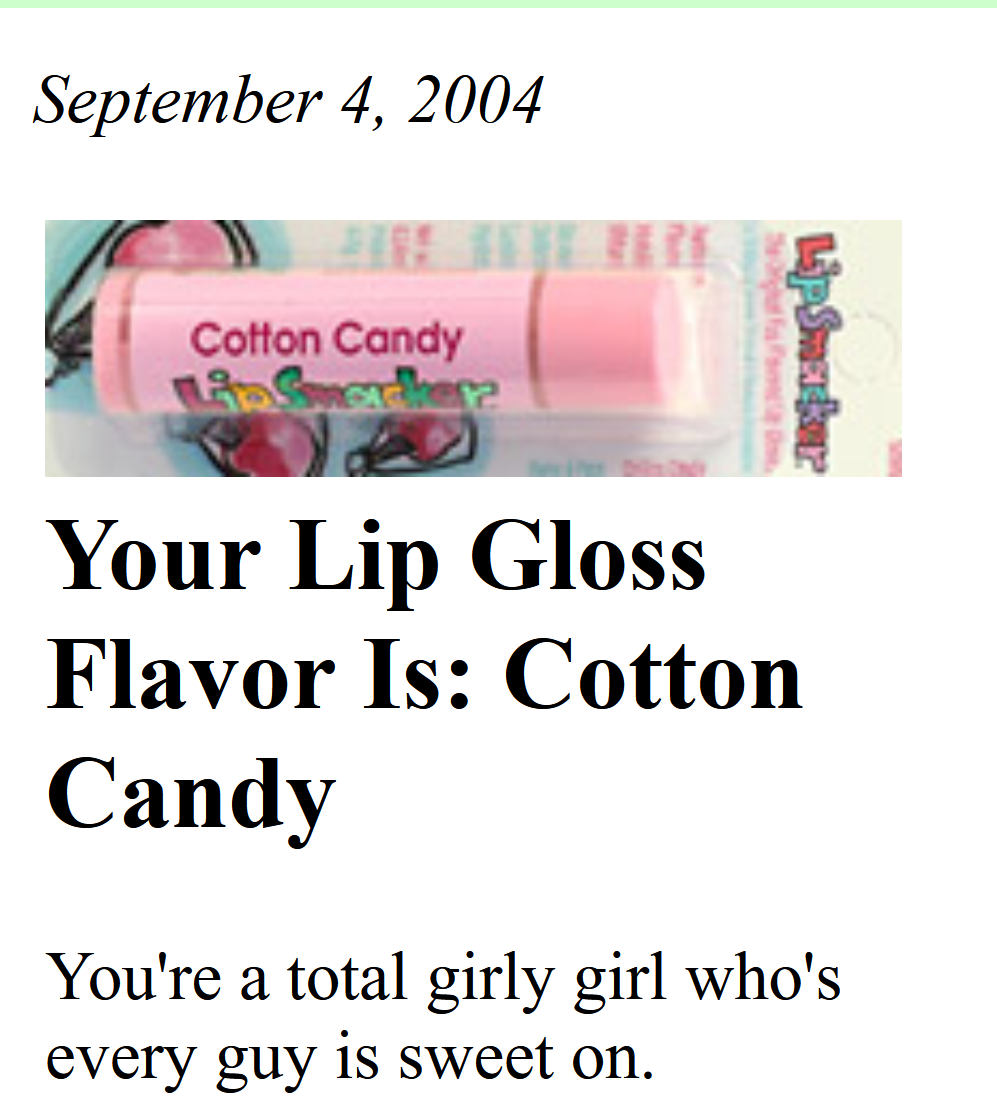 September 4, 2004
Cotton Candy
LipSmacker
LipSmacker
Your Lip Gloss
Flavor Is: Cotton
Candy
You're a total girly girl who's
every guy is sweet on.